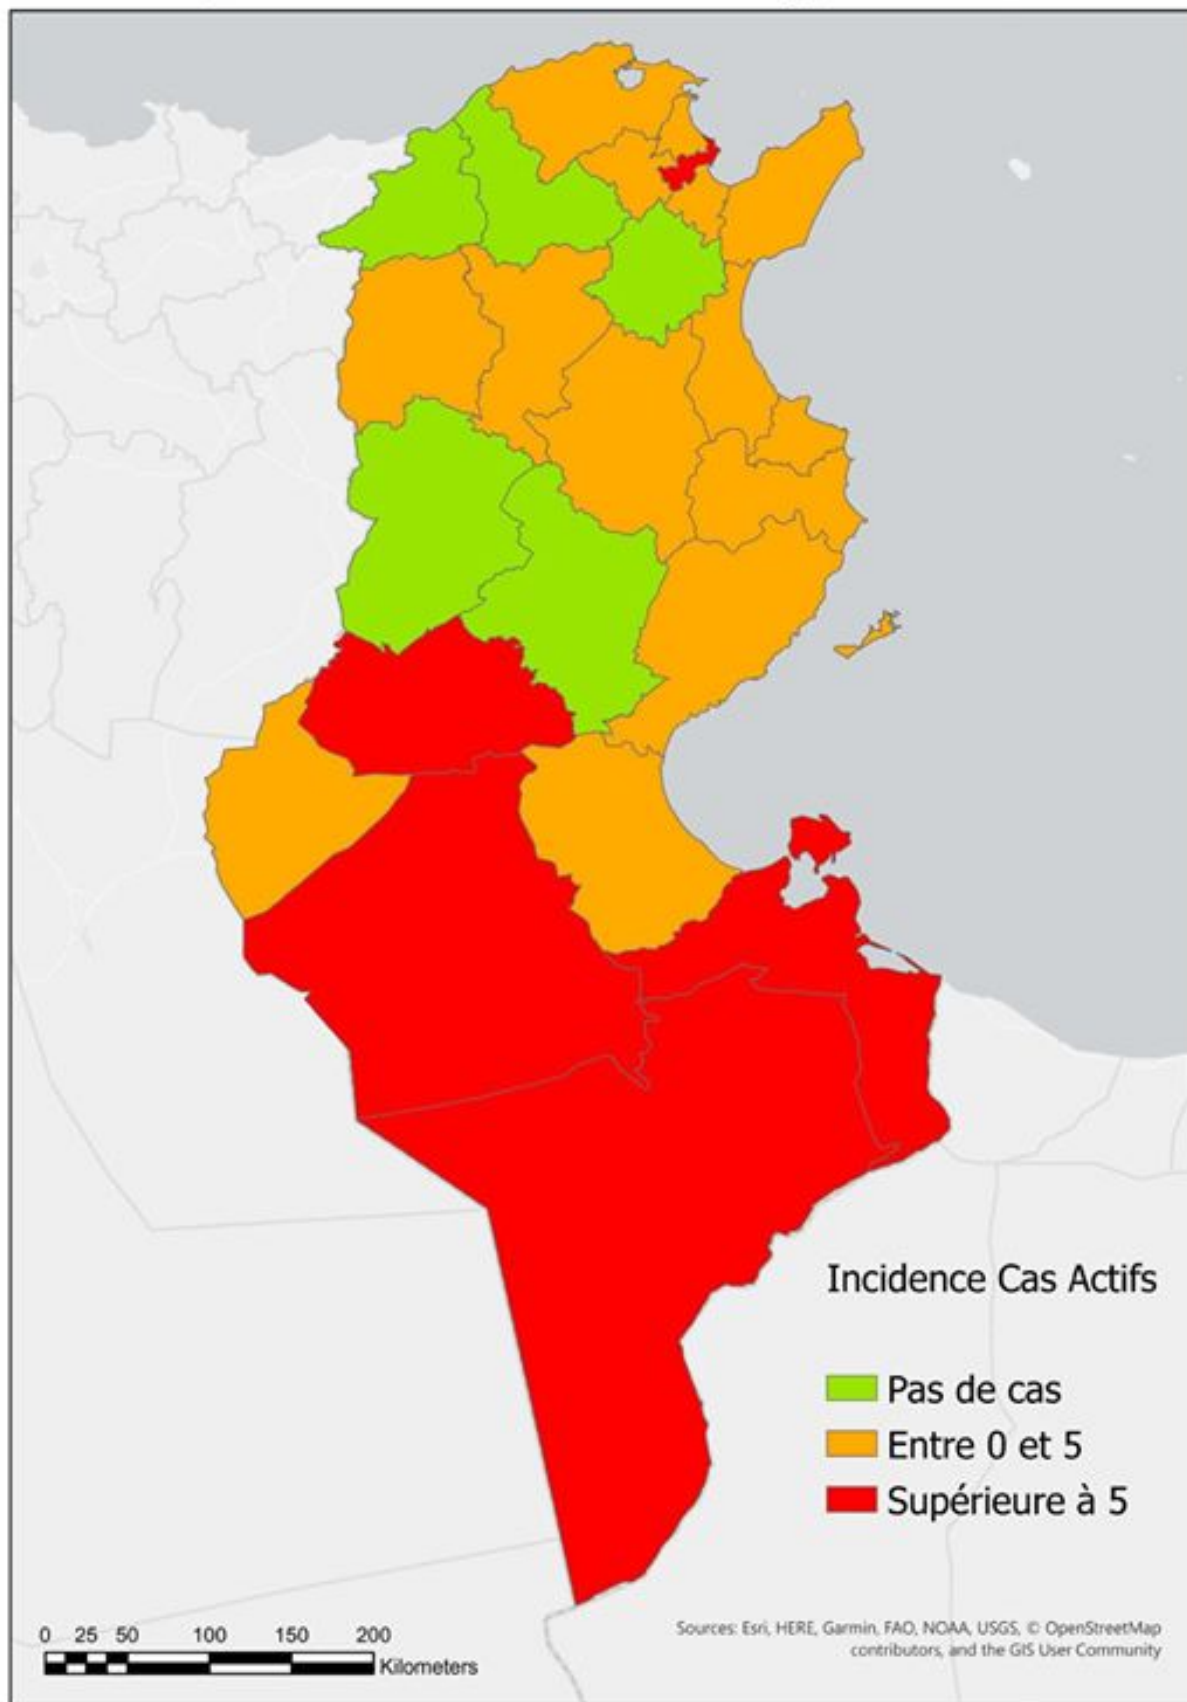 Incidence Cas Actifs
Pas de cas
Entre 0 et 5
Supérieure à 5
0 25 50 100 150 200
Kilometers
Sources: Esri, HERE, Garmin, FAO, NOAA, USGS, © OpenStreetMap
contributors, and the GIS User Community